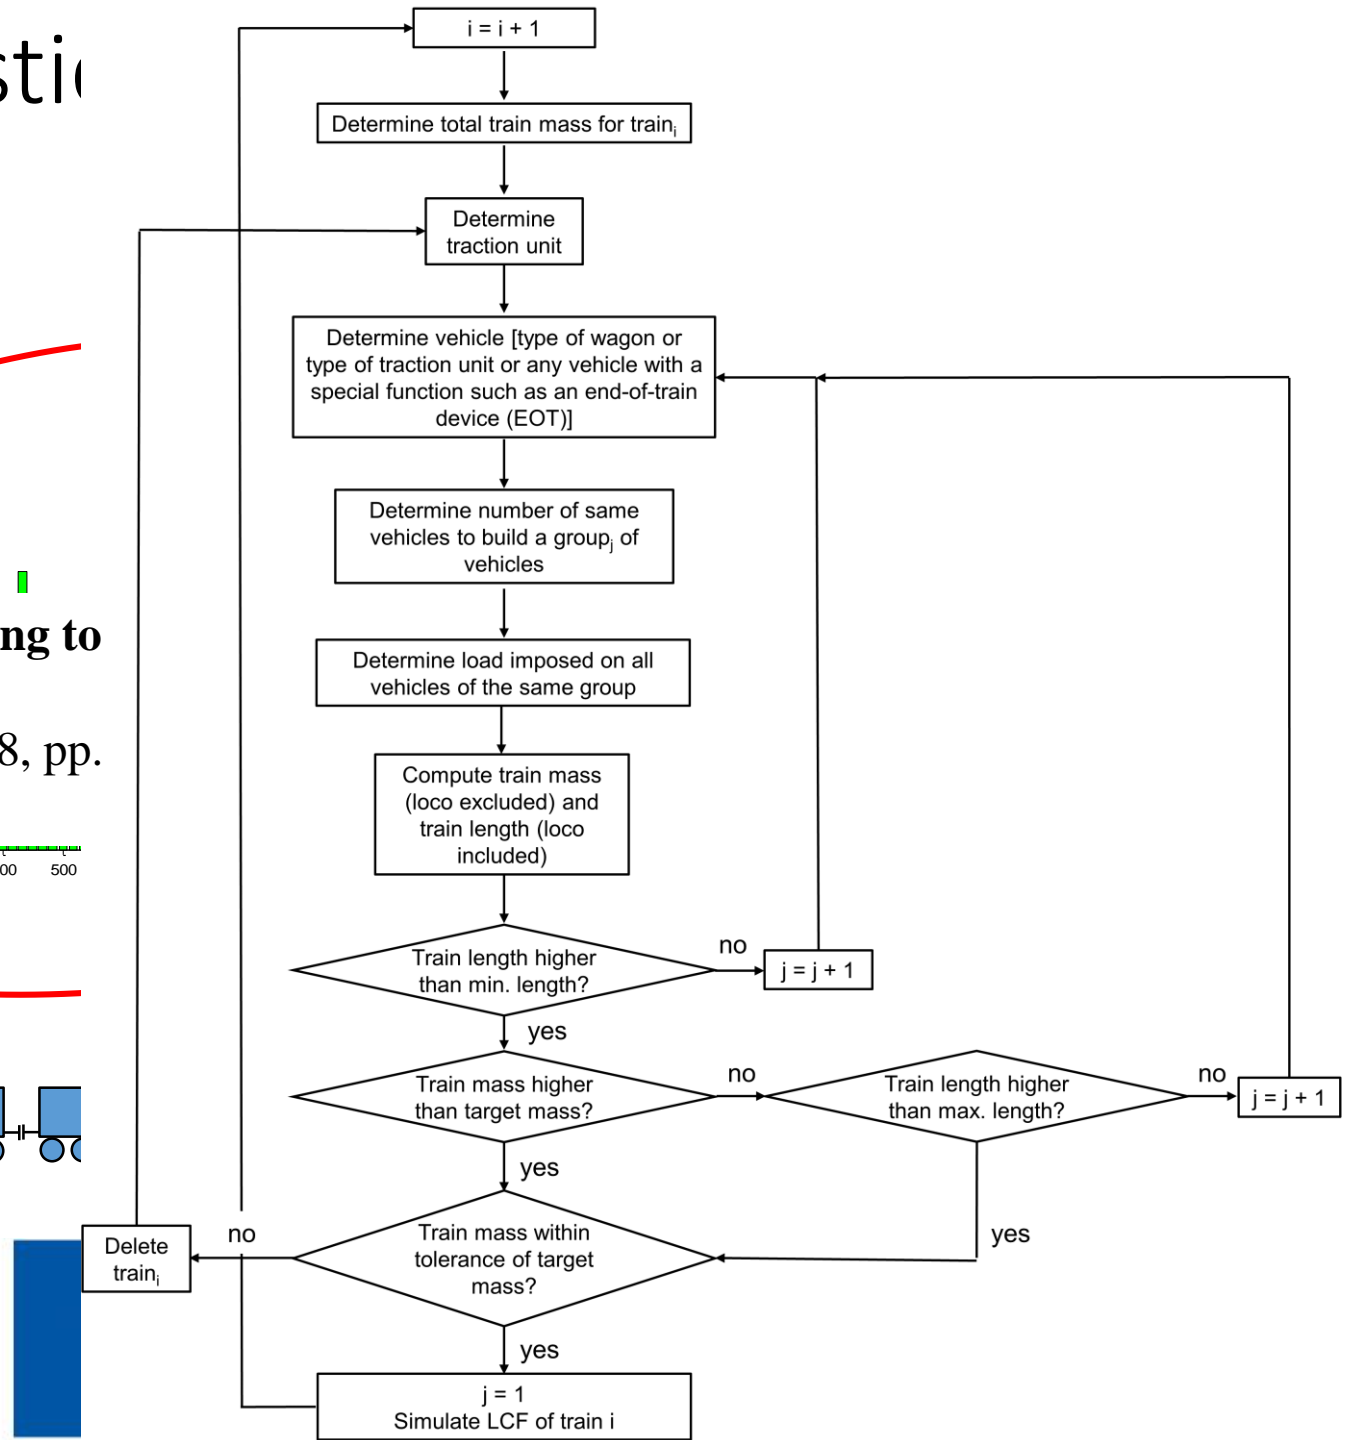 i = i + 1
Determine total train mass for trainᵢ
Determine
traction unit
Determine vehicle [type of wagon or
type of traction unit or any vehicle with a
special function such as an end-of-train
device (EOT)]
Determine number of same
vehicles to build a groupⱼ of
vehicles
ng to
Determine load imposed on all
vehicles of the same group
8, pp.
Compute train mass
(loco excluded) and
train length (loco
included)
00 500
Train length higher
than min. length?
no
j = j + 1
yes
Train mass higher
than target mass?
no
Train length higher
than max. length?
no
j = j + 1
yes
yes
Train mass within
tolerance of target
mass?
no
Delete
trainᵢ
yes
j = 1
Simulate LCF of train i